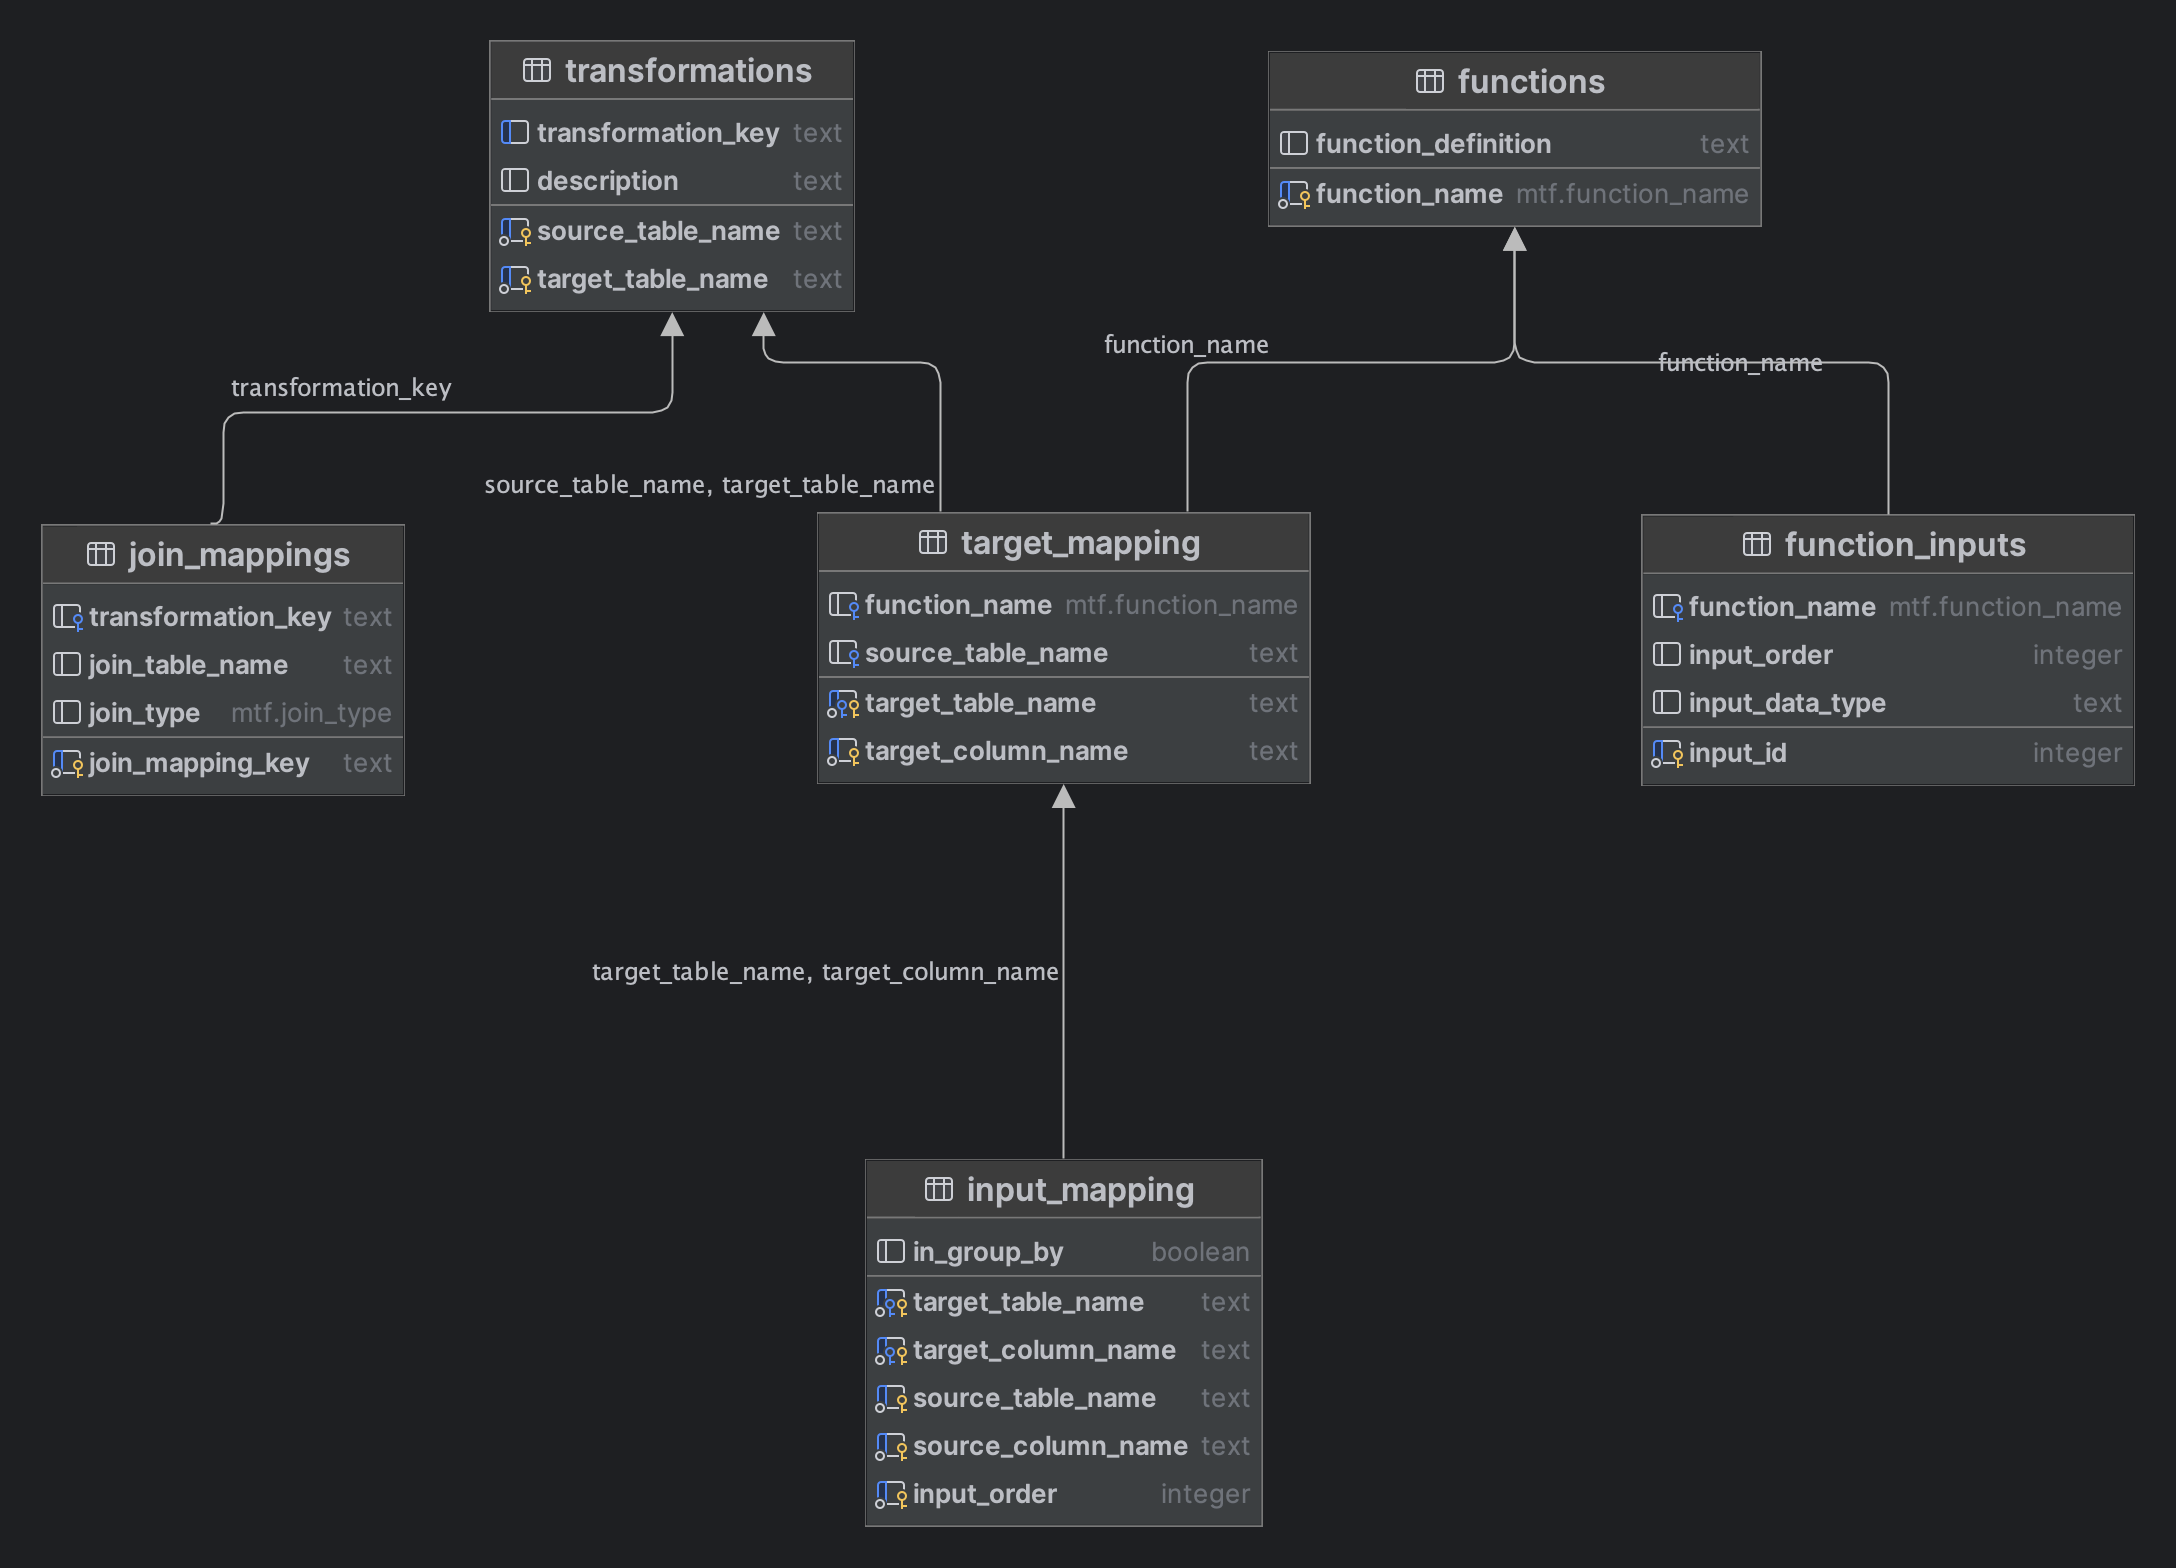 transformations
transformation_key text
description text
source_table_name text
target_table_name text
functions
function_definition text
function_name mtf.function_name
function_name
function_name
transformation_key
source_table_name, target_table_name
join_mappings
transformation_key text
join_table_name text
join_type mtf.join_type
join_mapping_key text
target_mapping
function_name mtf.function_name
source_table_name text
target_table_name text
target_column_name text
function_inputs
function_name mtf.function_name
input_order integer
input_data_type text
input_id integer
target_table_name, target_column_name
input_mapping
in_group_by boolean
target_table_name text
target_column_name text
source_table_name text
source_column_name text
input_order integer